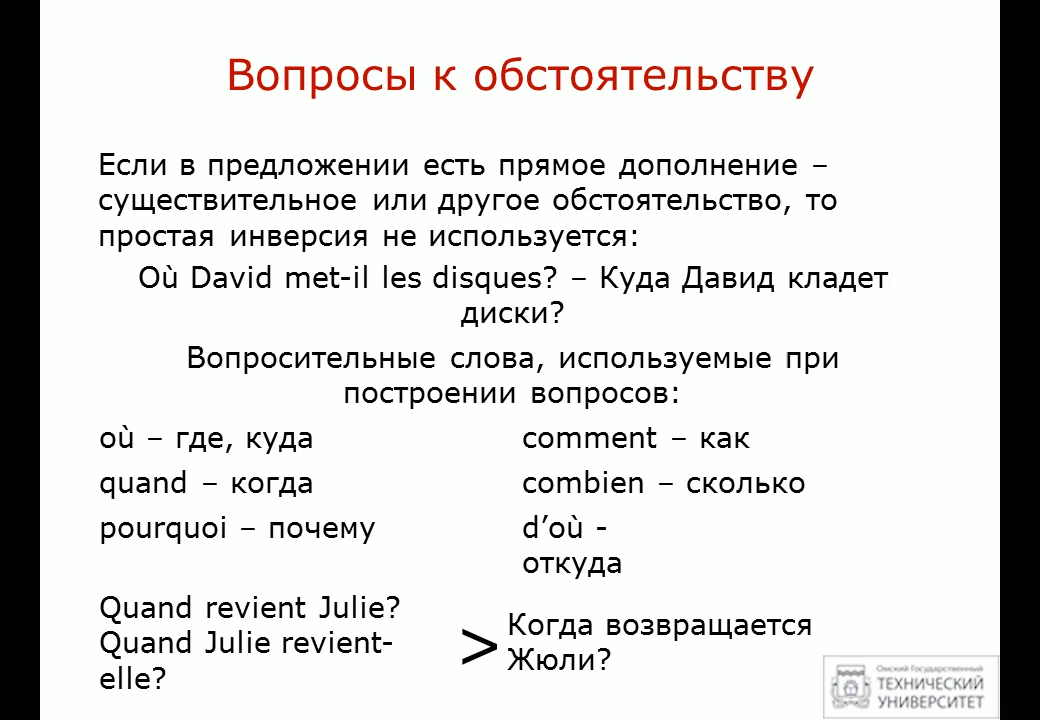 Вопросы к обстоятельству
Если в предложении есть прямое дополнение –
существительное или другое обстоятельство, то
простая инверсия не используется:
Où David met-il les disques? – Куда Давид кладет
диски?
Вопросительные слова, используемые при
построении вопросов:
où – где, куда
comment – как
quand – когда
combien – сколько
pourquoi – почему
d’où -
откуда
Quand revient Julie?
Quand Julie revient-
elle?
>
Когда возвращается
Жюли?
Омский Государственный
ТЕХНИЧЕСКИЙ
УНИВЕРСИТЕТ